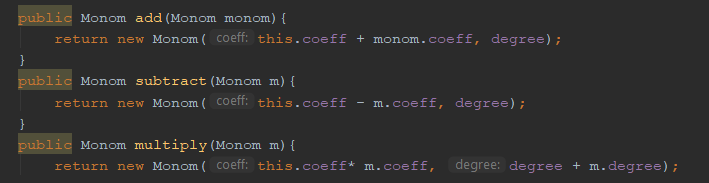 public Monom add(Monom monom){
return new Monom( coeff: this.coeff + monom.coeff, degree);
}
public Monom subtract(Monom m){
return new Monom( coeff: this.coeff - m.coeff, degree);
}
public Monom multiply(Monom m){
return new Monom( coeff: this.coeff* m.coeff, degree: degree + m.degree);